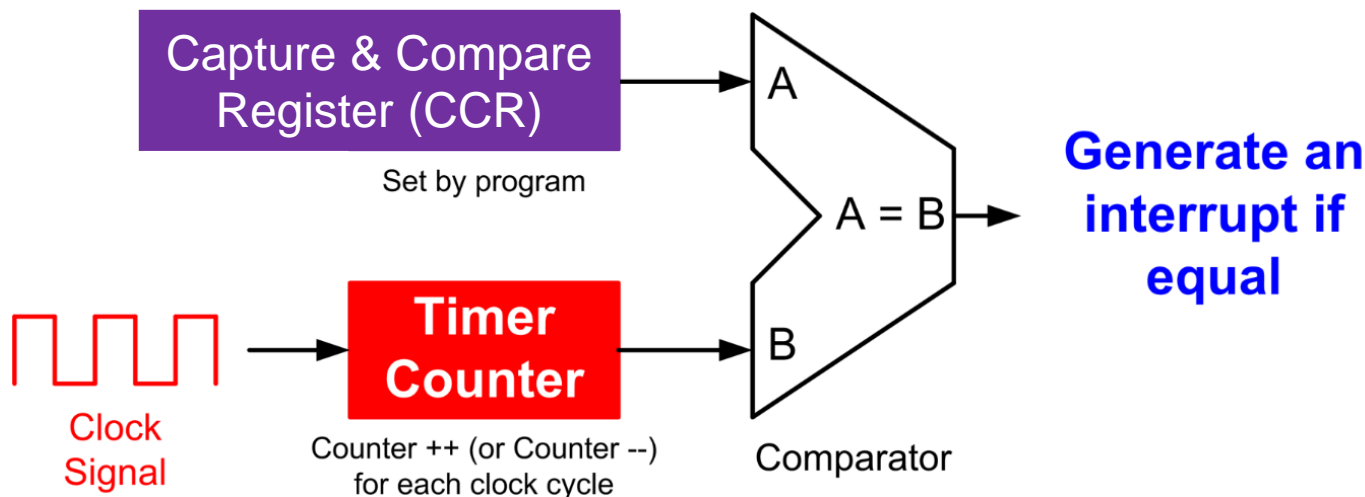 Capture & Compare
Register (CCR)
Set by program
A
A = B
B
Generate an
interrupt if
equal
Timer
Counter
Clock
Signal
Counter ++ (or Counter --)
for each clock cycle
Comparator